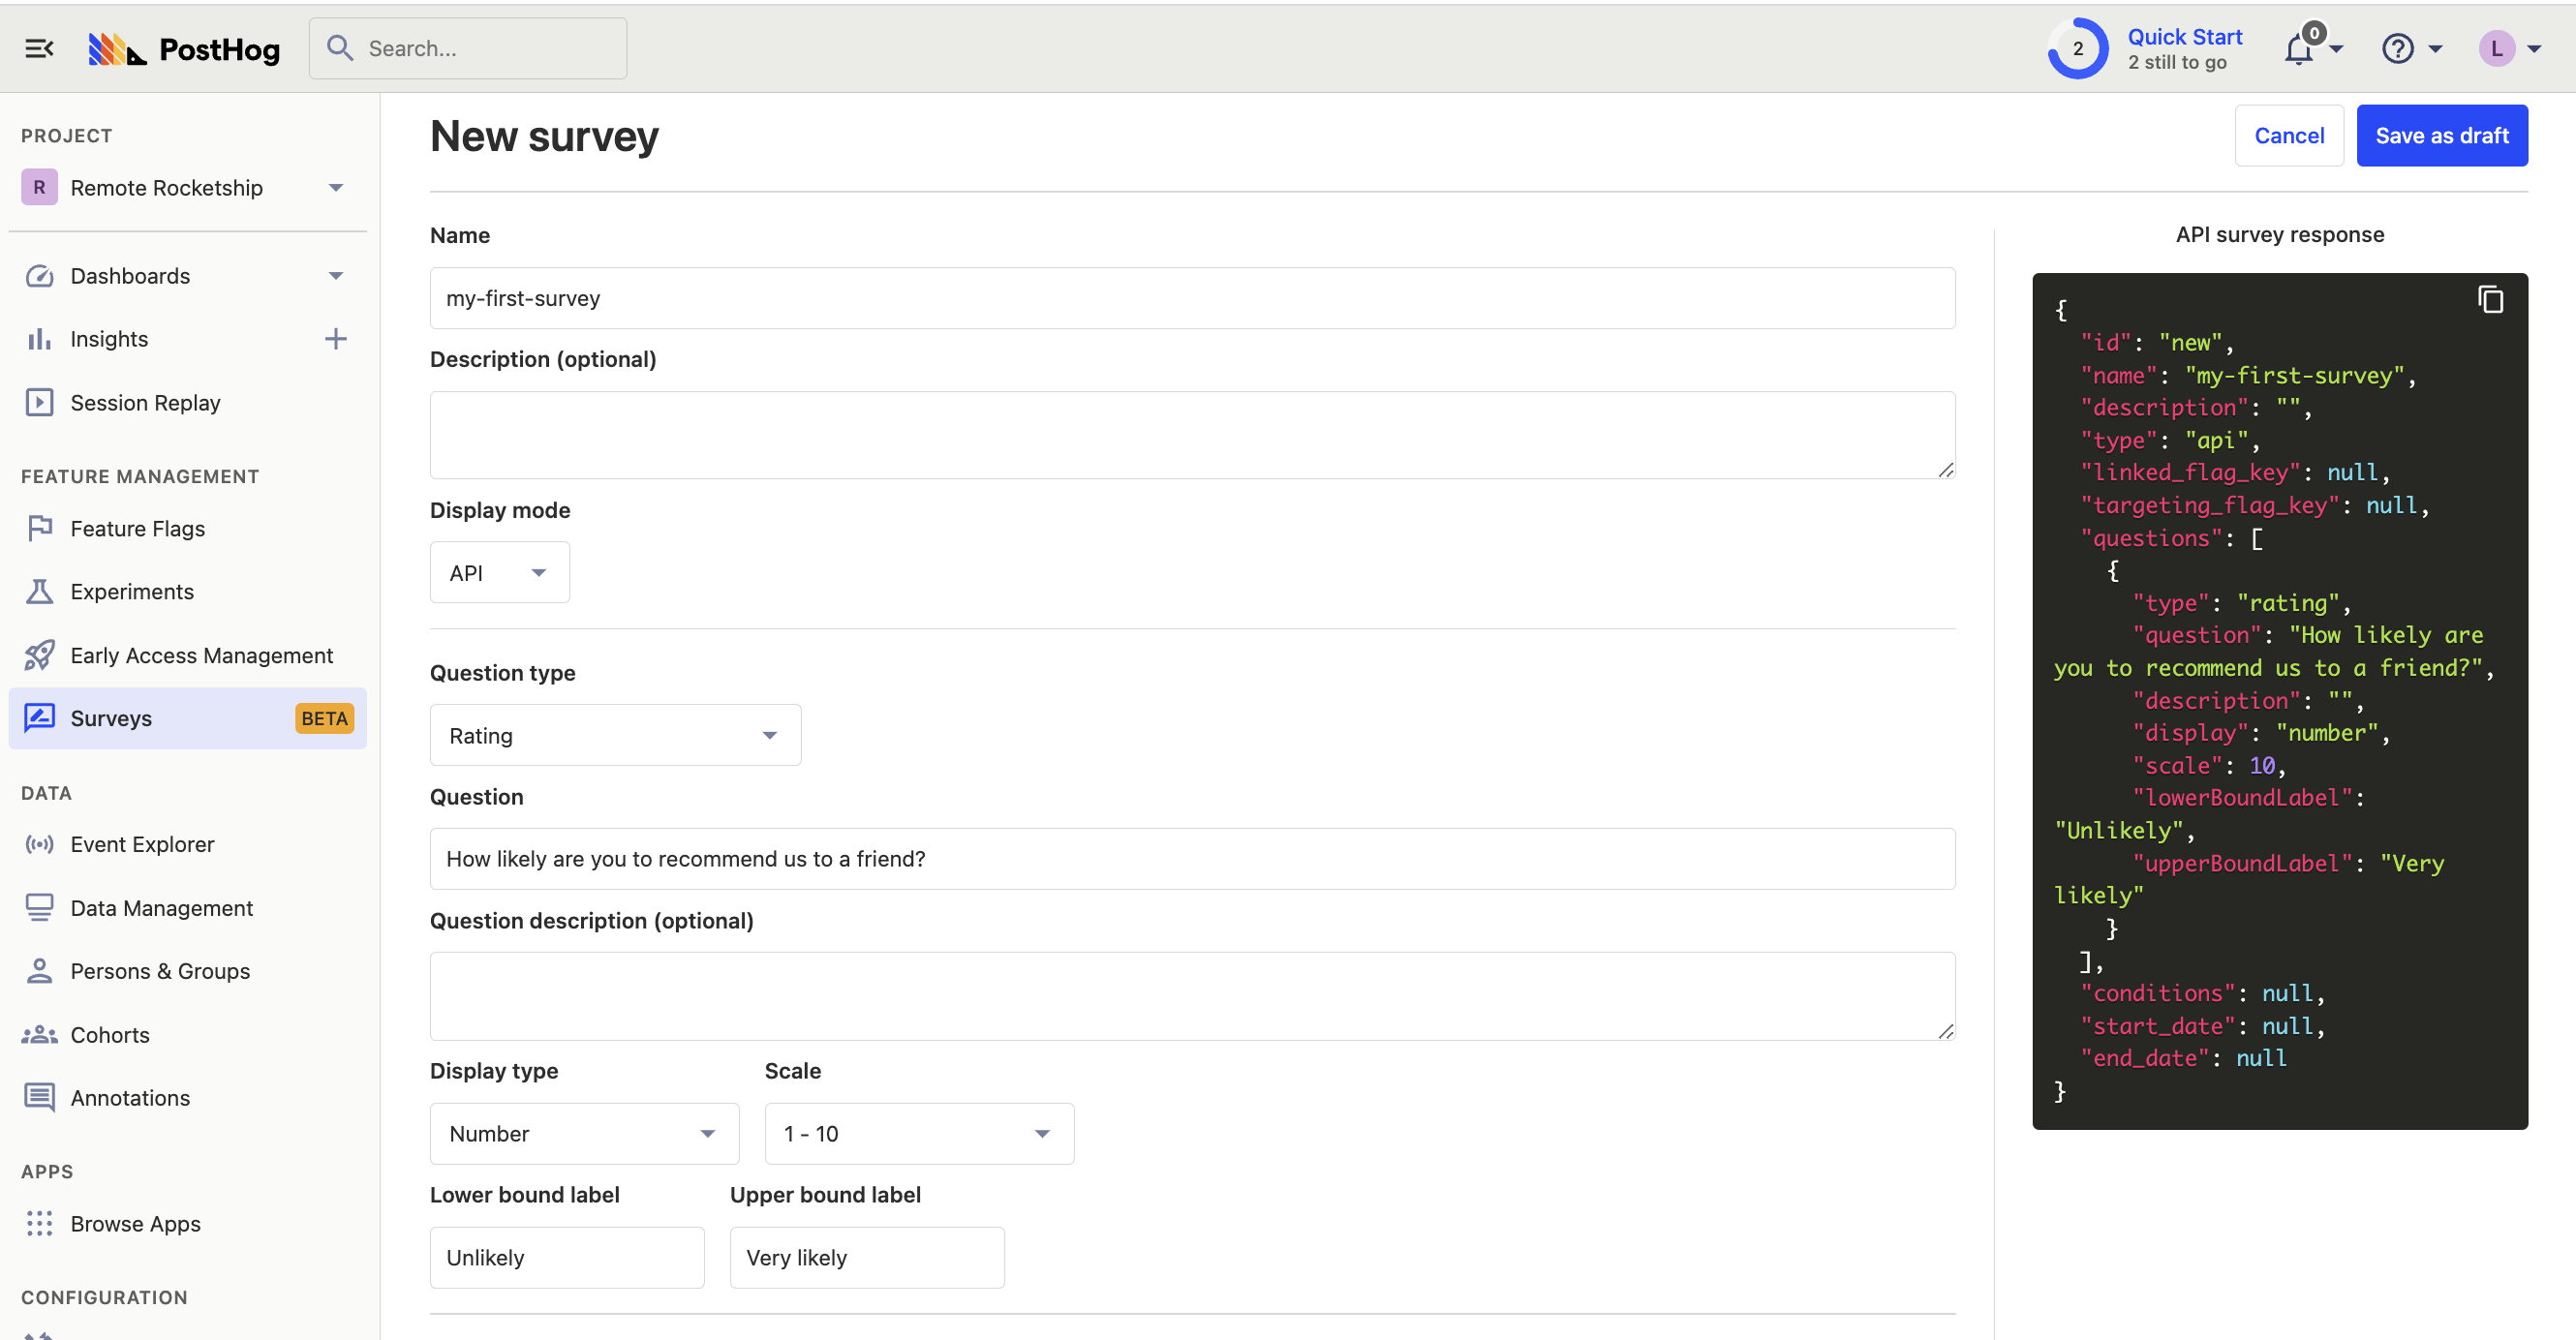 PostHog
Search...
2
Quick Start
2 still to go
0
L
PROJECT
R
Remote Rocketship
Dashboards
Insights
Session Replay
FEATURE MANAGEMENT
Feature Flags
Experiments
Early Access Management
Surveys
BETA
DATA
Event Explorer
Data Management
Persons & Groups
Cohorts
Annotations
APPS
Browse Apps
CONFIGURATION
New survey
Cancel
Save as draft
Name
my-first-survey
Description (optional)
Display mode
API
Question type
Rating
Question
How likely are you to recommend us to a friend?
Question description (optional)
Display type
Scale
Number
1 - 10
Lower bound label
Upper bound label
Unlikely
Very likely
API survey response
{
"id": "new",
"name": "my-first-survey",
"description": "",
"type": "api",
"linked_flag_key": null,
"targeting_flag_key": null,
"questions": [
{
"type": "rating",
"question": "How likely are
you to recommend us to a friend?",
"description": "",
"display": "number",
"scale": 10,
"lowerBoundLabel":
"Unlikely",
"upperBoundLabel": "Very
likely"
}
],
"conditions": null,
"start_date": null,
"end_date": null
}